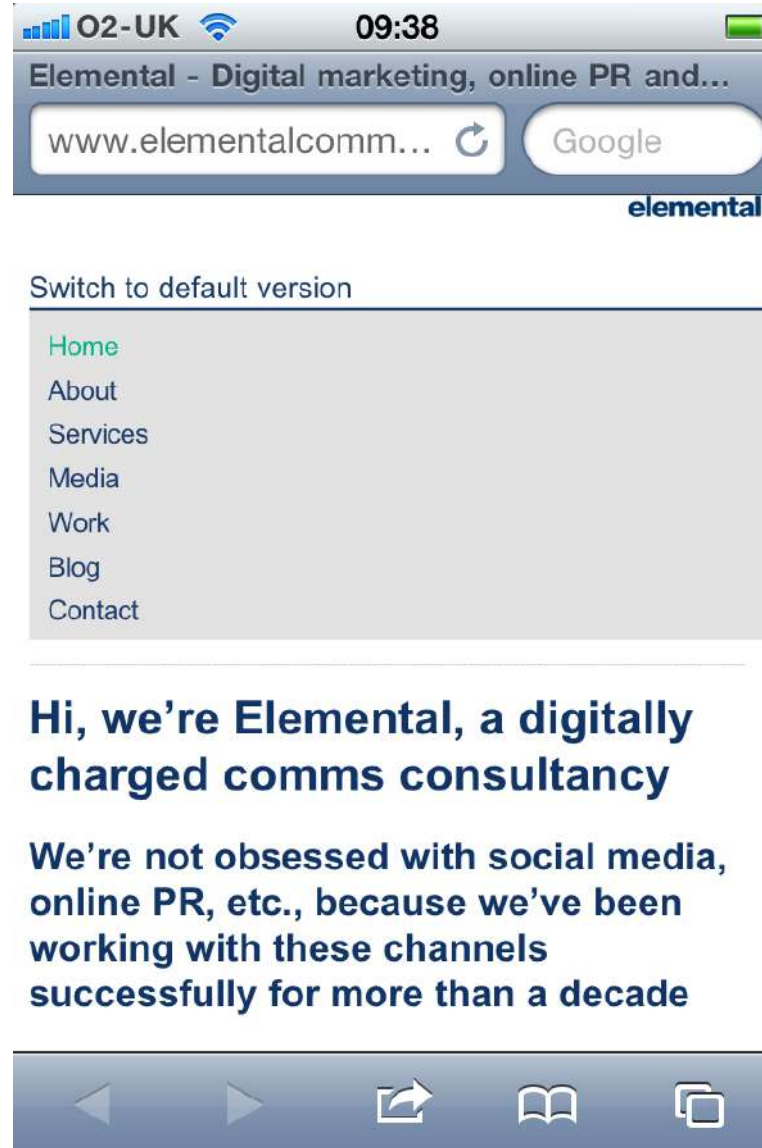 O2-UK 09:38
Elemental - Digital marketing, online PR and...
www.elementalcomm... Google
elemental
Switch to default version
Home
About
Services
Media
Work
Blog
Contact
Hi, we’re Elemental, a digitally
charged comms consultancy
We’re not obsessed with social media,
online PR, etc., because we’ve been
working with these channels
successfully for more than a decade